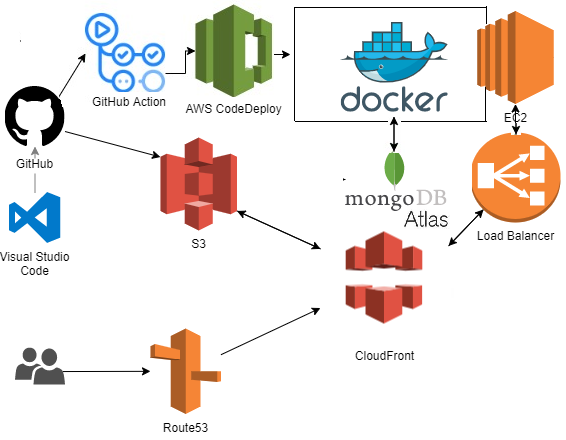 GitHub Action
AWS CodeDeploy
docker
EC2
GitHub
mongoDB
Atlas
S3
Load Balancer
Visual Studio
Code
CloudFront
Route53